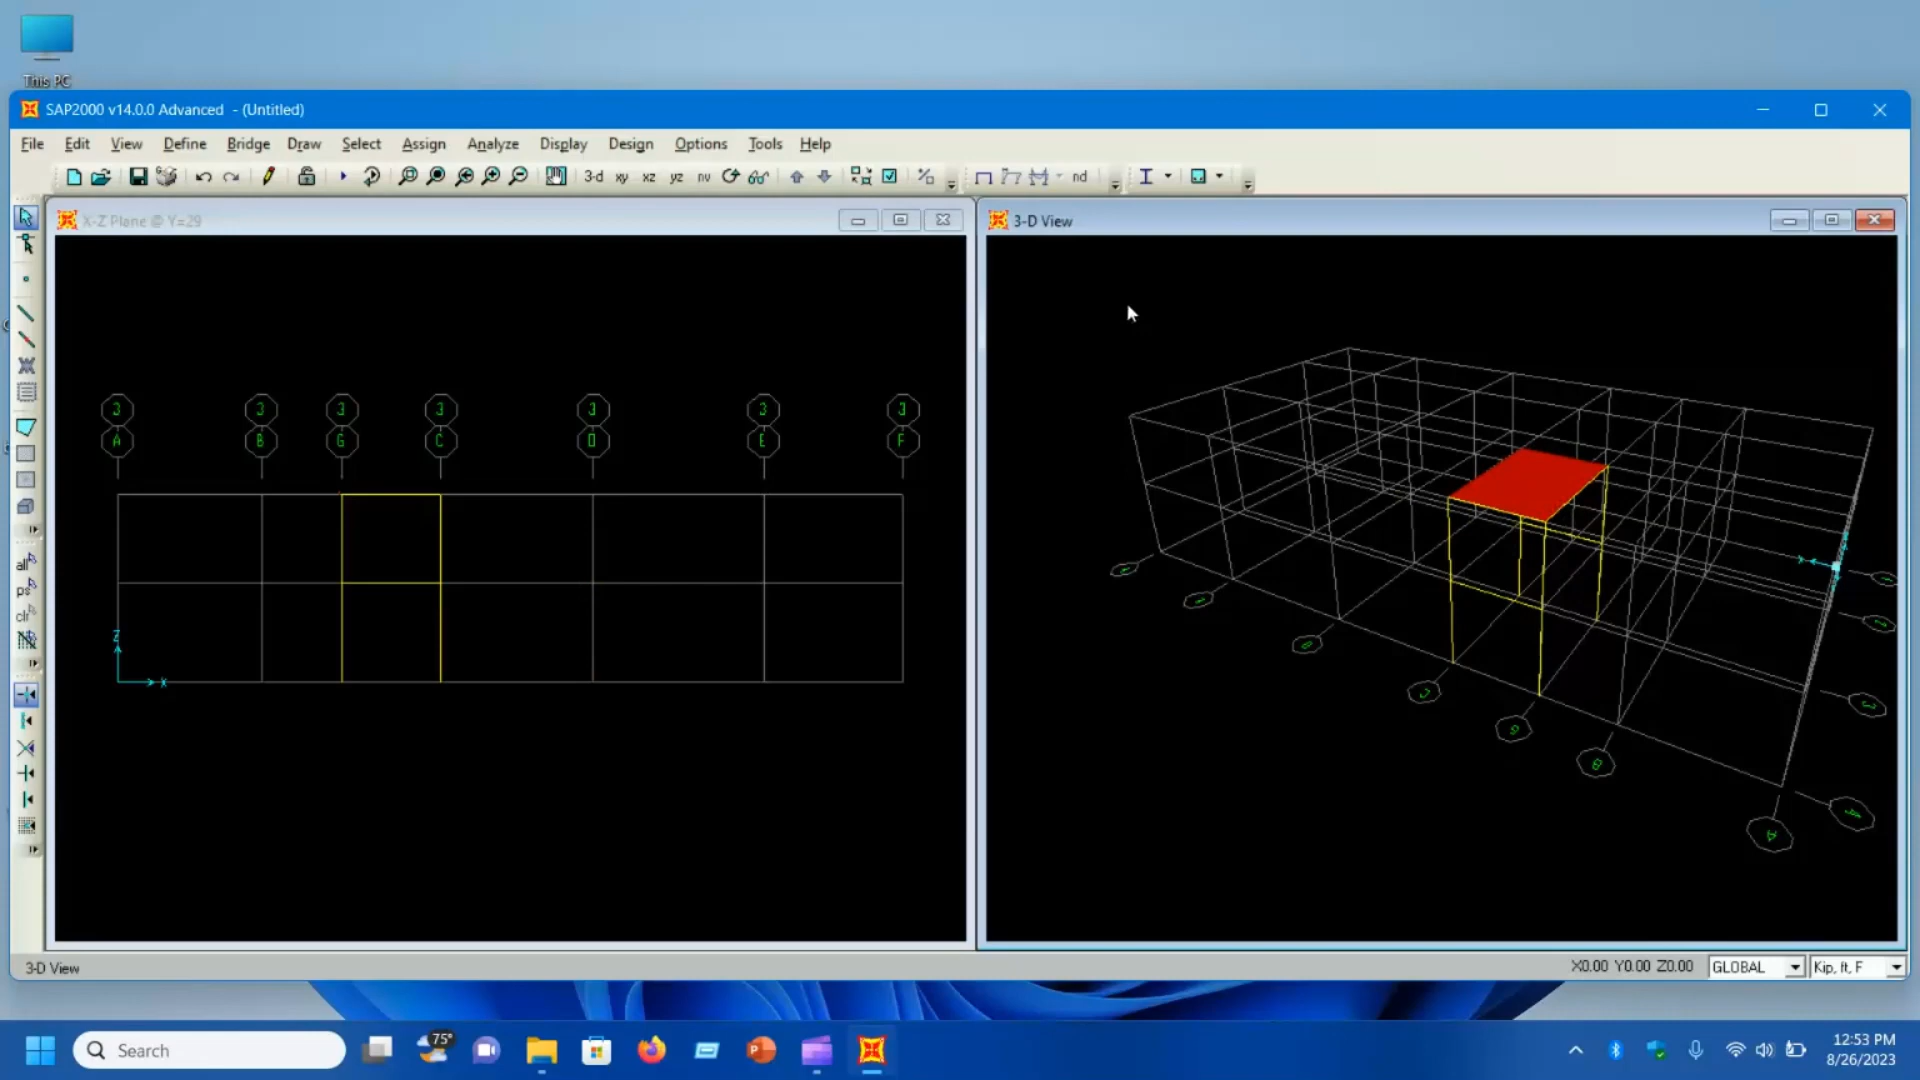 This PC
SAP2000 v14.0.0 Advanced - (Untitled)
File Edit View Define Bridge Draw Select Assign Analyze Display Design Options Tools Help
3-d xy xz yz nv nd
X-Z Plane @ Y=29
3-D View
all
ps
clr
3 3 3 3 3 3 3
A B G C D E F
Z
X
G
B
A
3-D View
X0.00 Y0.00 Z0.00
GLOBAL
Kip, ft, F
Search
75°
12:53 PM
8/26/2023